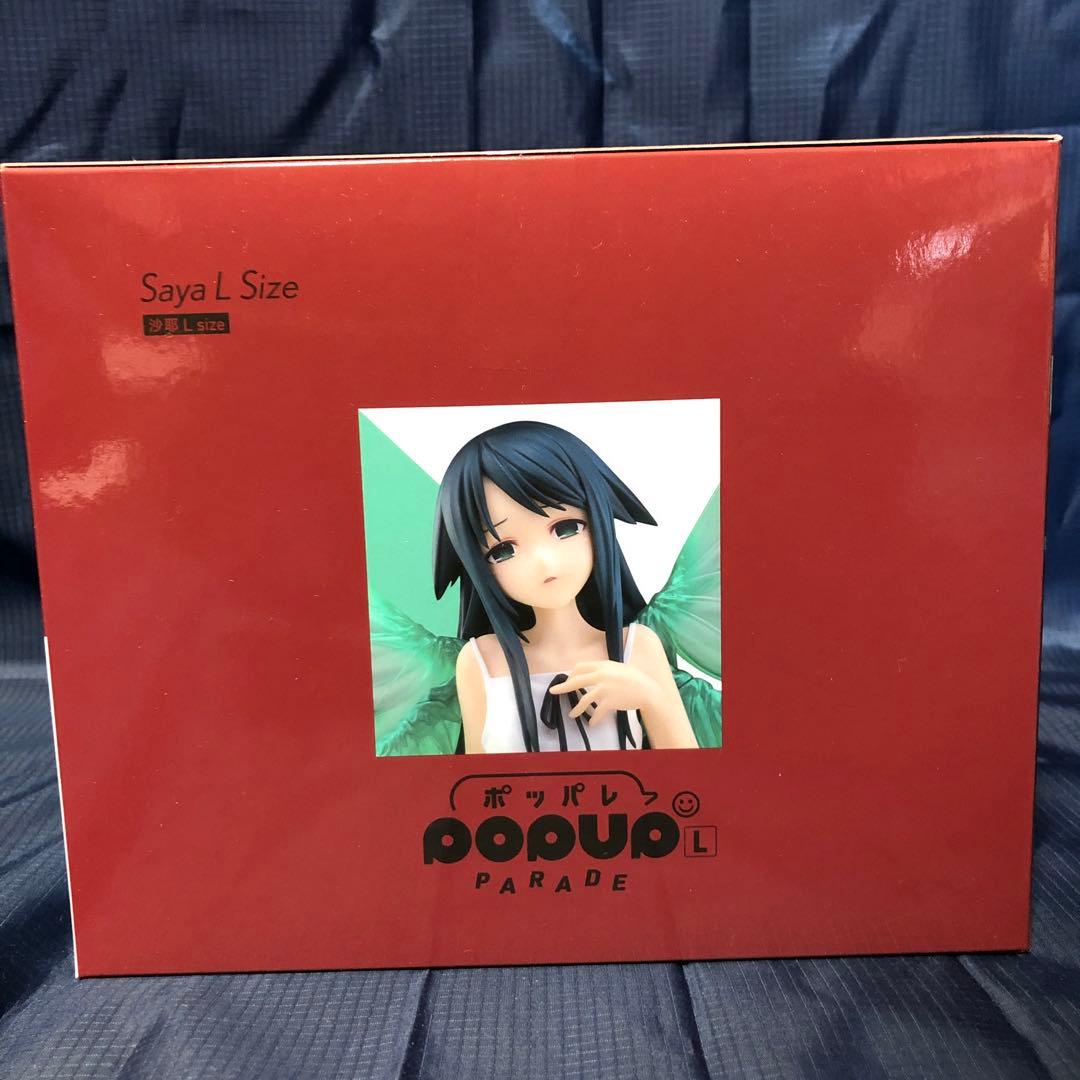 Saya L Size
沙耶 L size
ポッパレ
POPUP L
PARADE